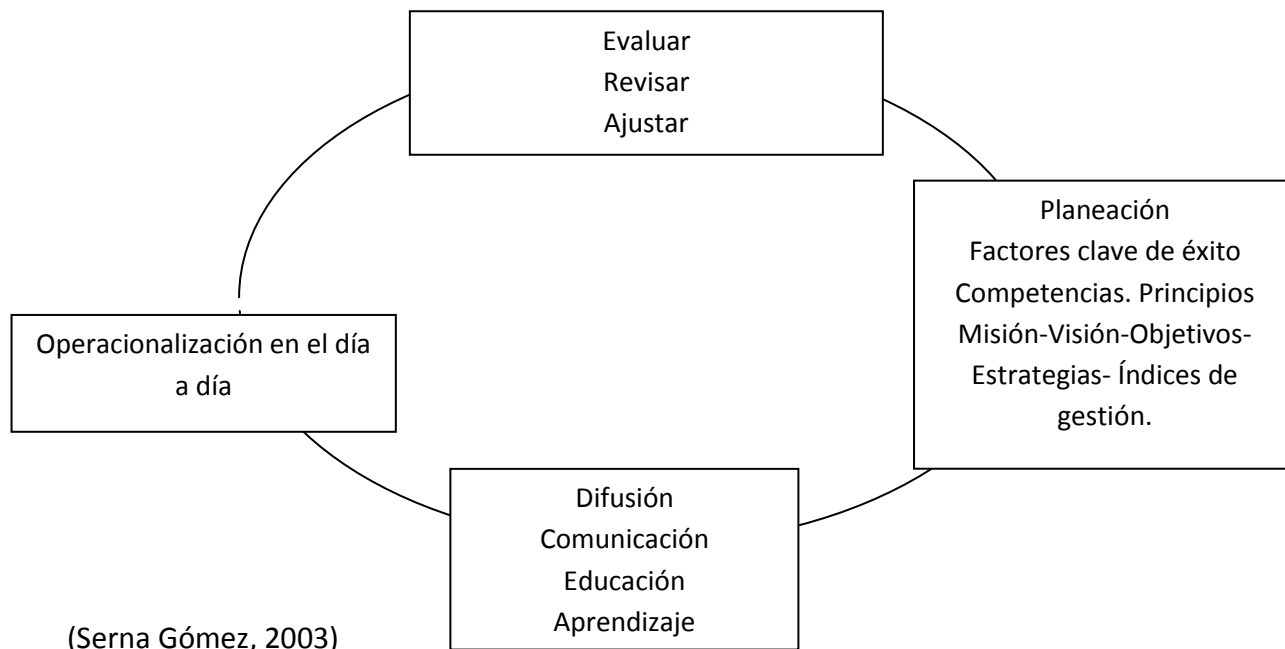 Evaluar
Revisar
Ajustar
Planeación
Factores clave de éxito
Competencias. Principios
Misión-Visión-Objetivos-
Estrategias- Índices de
gestión.
Operacionalización en el día
a día
Difusión
Comunicación
Educación
Aprendizaje
(Serna Gómez, 2003)